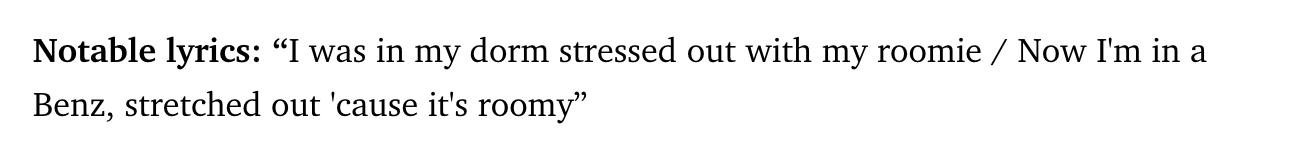 Notable lyrics: “I was in my dorm stressed out with my roomie / Now I'm in a
Benz, stretched out 'cause it's roomy”